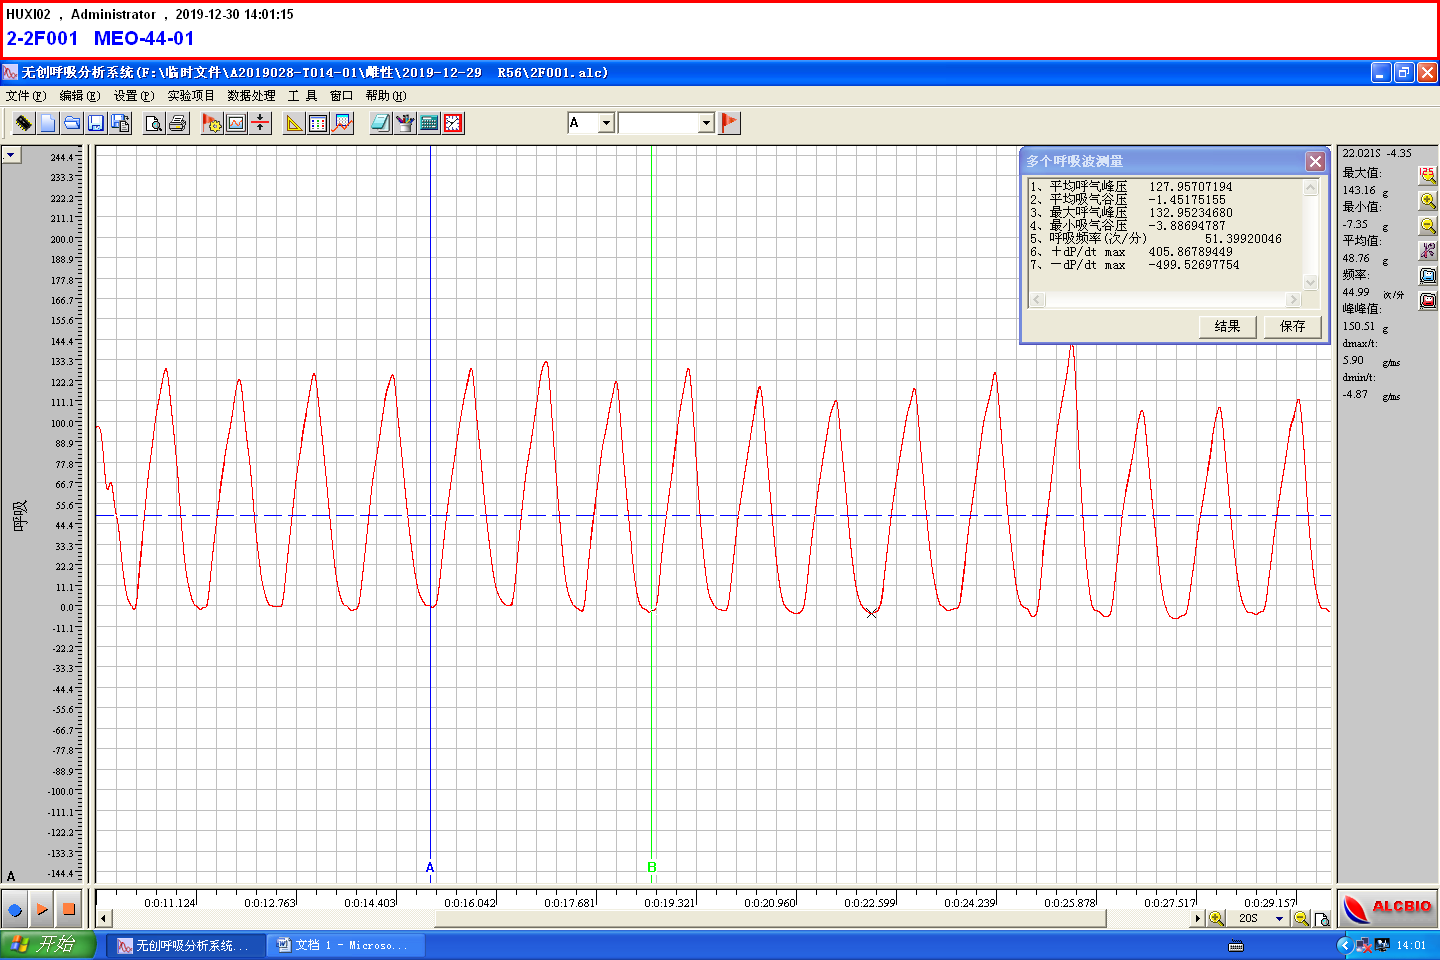 HUXI02 , Administrator , 2019-12-30 14:01:15
2-2F001 MEO-44-01
无创呼吸分析系统(F:\临时文件\A2019028-T014-01\雌性\2019-12-29 R56\2F001.alc)
文件(F) 编辑(E) 设置(P) 实验项目 数据处理 工 具 窗口 帮助(H)
A
多个呼吸波测量
1、平均呼气峰压 127.95707194
2、平均吸气谷压 -1.45175155
3、最大呼气峰压 132.95234680
4、最小吸气谷压 -3.88694787
5、呼吸频率(次/分) 51.39920046
6、＋dP/dt max 405.86789449
7、－dP/dt max -499.52697754
结果 保存
22.021S -4.35
最大值:
143.16 g
最小值:
-7.35 g
平均值:
48.76 g
频率:
44.99 次/分
峰峰值:
150.51 g
dmax/t:
5.90 g/ms
dmin/t:
-4.87 g/ms
125
244.4
233.3
222.2
211.1
200.0
188.9
177.8
166.7
155.6
144.4
133.3
122.2
111.1
100.0
88.9
77.8
66.7
55.6
44.4
33.3
22.2
11.1
0.0
-11.1
-22.2
-33.3
-44.4
-55.6
-66.7
-77.8
-88.9
-100.0
-111.1
-122.2
-133.3
-144.4
呼吸
A
A B
0:0:11.124 0:0:12.763 0:0:14.403 0:0:16.042 0:0:17.681 0:0:19.321 0:0:20.960 0:0:22.599 0:0:24.239 0:0:25.878 0:0:27.517 0:0:29.157
20S
ALCBIO
开始 无创呼吸分析系统... 文档 1 - Microso... 14:01